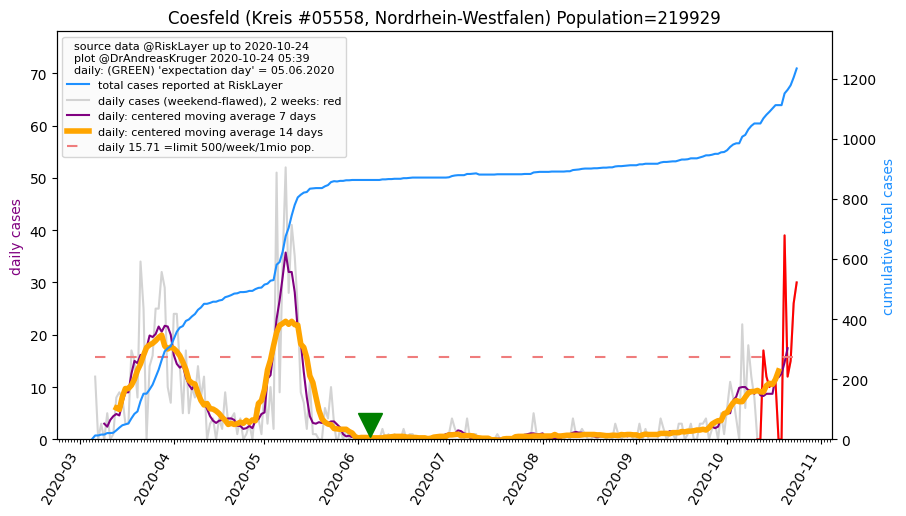 Coesfeld (Kreis #05558, Nordrhein-Westfalen) Population=219929
source data @RiskLayer up to 2020-10-24
plot @DrAndreasKruger 2020-10-24 05:39
daily: (GREEN) 'expectation day' = 05.06.2020
total cases reported at RiskLayer
daily cases (weekend-flawed), 2 weeks: red
daily: centered moving average 7 days
daily: centered moving average 14 days
daily 15.71 =limit 500/week/1mio pop.
daily cases
70
60
50
40
30
20
10
0
cumulative total cases
1200
1000
800
600
400
200
0
2020-03
2020-04
2020-05
2020-06
2020-07
2020-08
2020-09
2020-10
2020-11